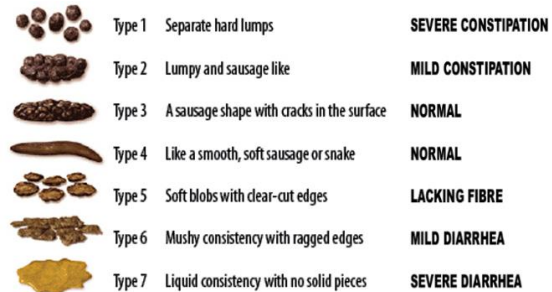 Type 1 Separate hard lumps SEVERE CONSTIPATION
Type 2 Lumpy and sausage like MILD CONSTIPATION
Type 3 A sausage shape with cracks in the surface NORMAL
Type 4 Like a smooth, soft sausage or snake NORMAL
Type 5 Soft blobs with clear-cut edges LACKING FIBRE
Type 6 Mushy consistency with ragged edges MILD DIARRHEA
Type 7 Liquid consistency with no solid pieces SEVERE DIARRHEA